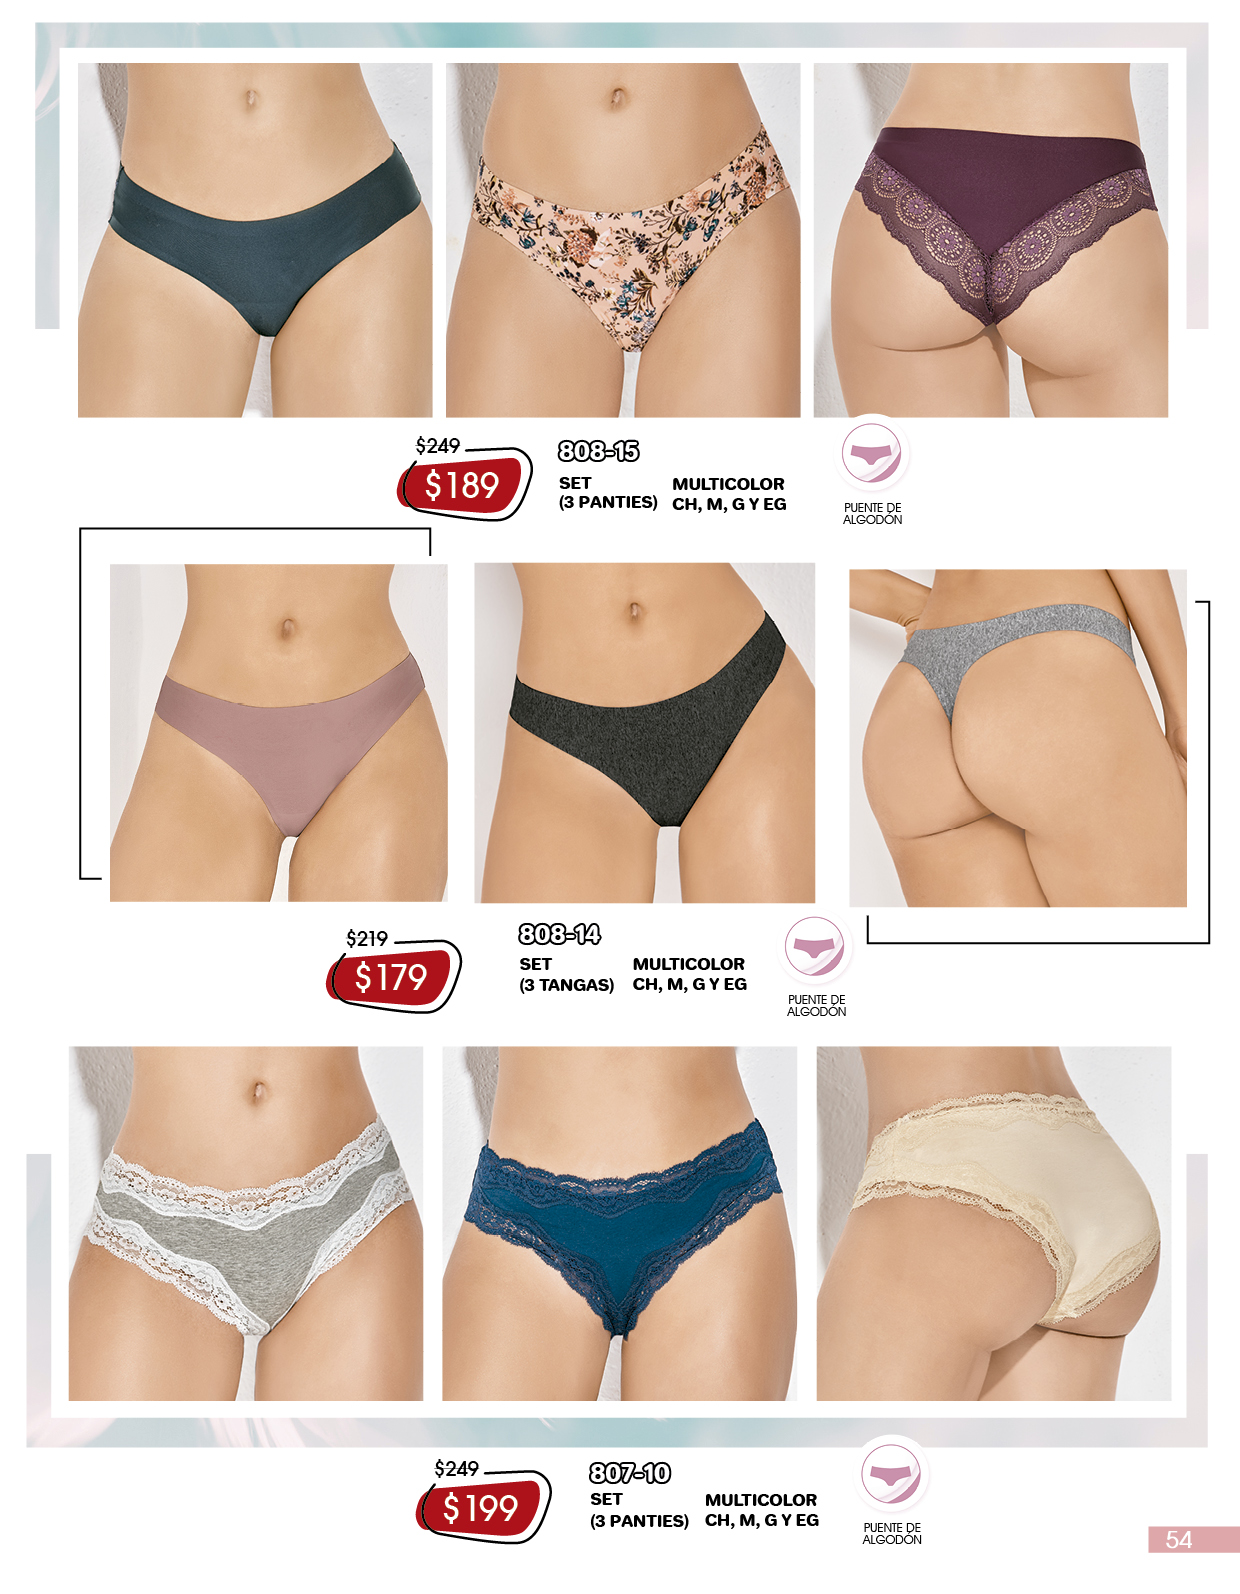 $249
$189
808-15
SET
(3 PANTIES)
MULTICOLOR
CH, M, G Y EG
PUENTE DE
ALGODÓN
$219
$179
808-14
SET
(3 TANGAS)
MULTICOLOR
CH, M, G Y EG
PUENTE DE
ALGODÓN
$249
$199
807-10
SET
(3 PANTIES)
MULTICOLOR
CH, M, G Y EG
PUENTE DE
ALGODÓN
54